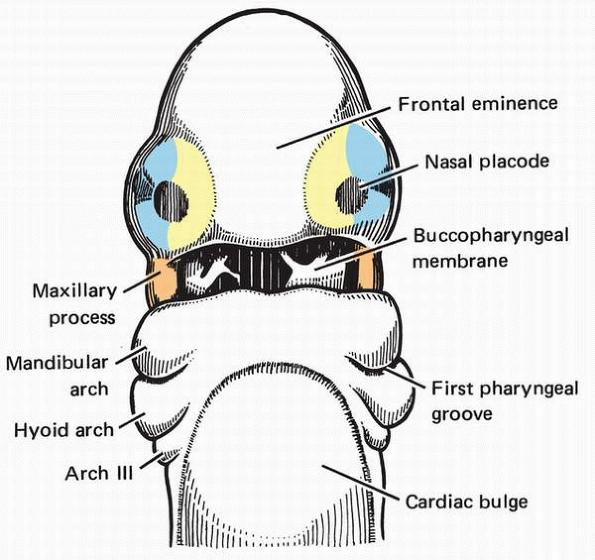 Frontal eminence
Nasal placode
Buccopharyngeal
membrane
Maxillary
process
Mandibular
arch
First pharyngeal
groove
Hyoid arch
Arch III
Cardiac bulge